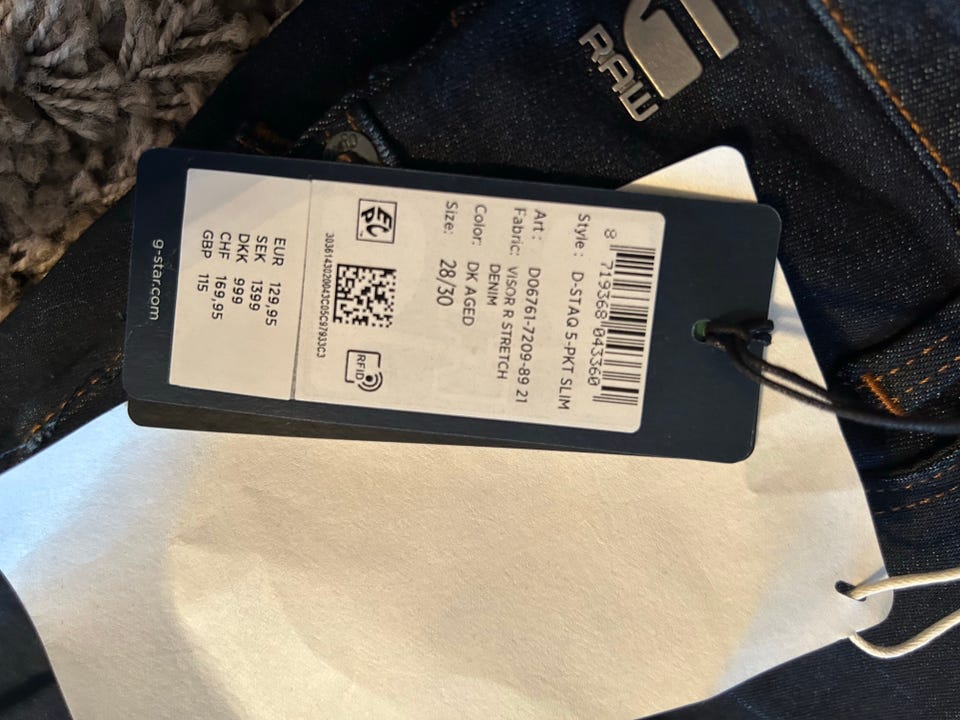 RAW
8 719368 043360
Style : D-STAQ 5-PKT SLIM
Art : D06761-7209-89 21
Fabric: VISOR R STRETCH
DENIM
Color: DK AGED
Size: 28/30
EPC
RFID
3036143020043C05C97933C3
EUR 129,95
SEK 1399
DKK 999
CHF 169,95
GBP 115
g-star.com